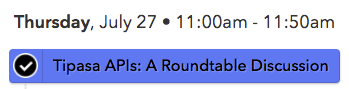 Thursday, July 27 • 11:00am - 11:50am
Tipasa APIs: A Roundtable Discussion